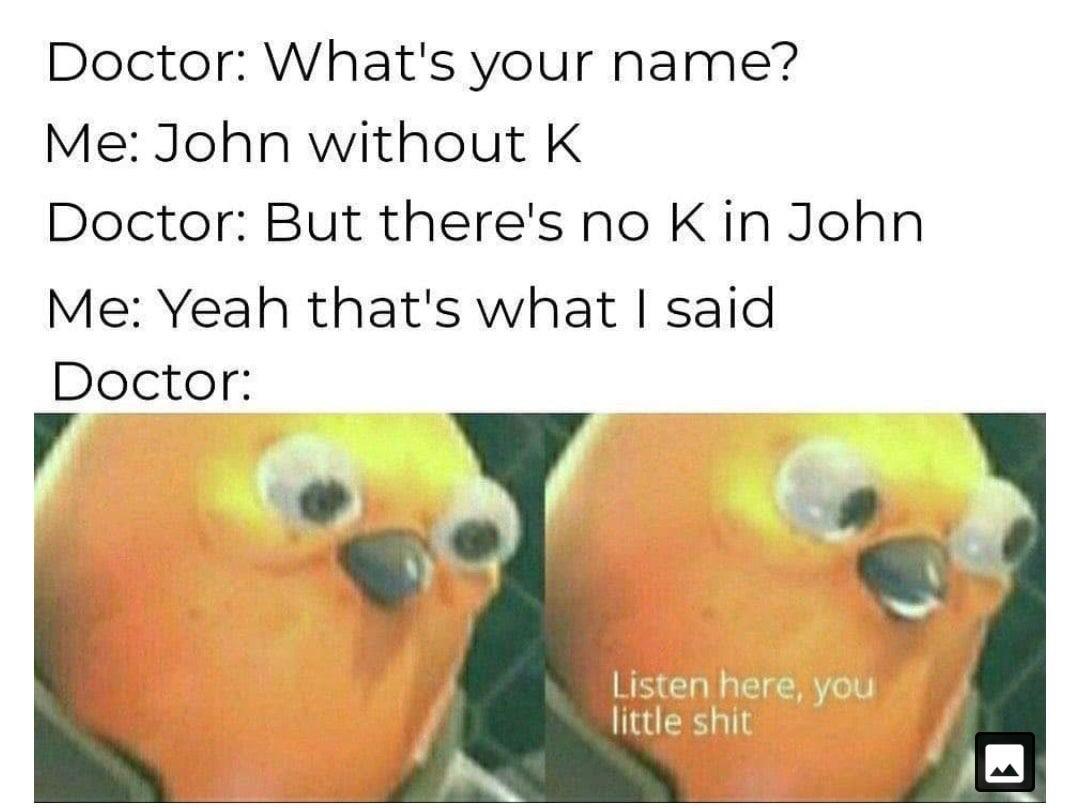 Doctor: What's your name?
Me: John without K
Doctor: But there's no K in John
Me: Yeah that's what I said
Doctor:
Listen here, you
little shit